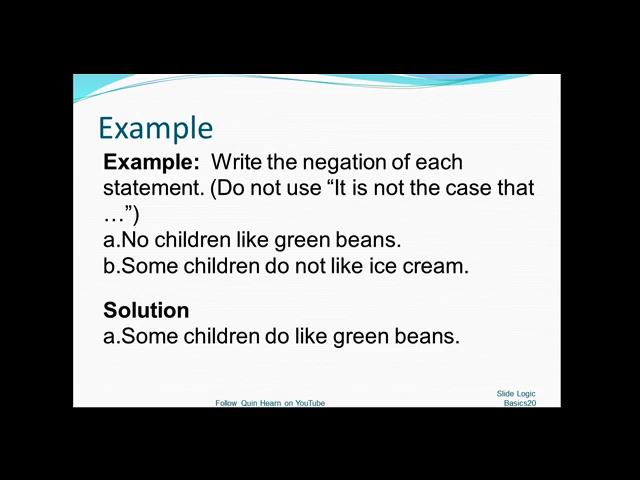 Example
Example:  Write the negation of each
statement. (Do not use “It is not the case that
…”)
a.No children like green beans.
b.Some children do not like ice cream.
Solution
a.Some children do like green beans.
Follow Quin Hearn on YouTube
Slide Logic
Basics20